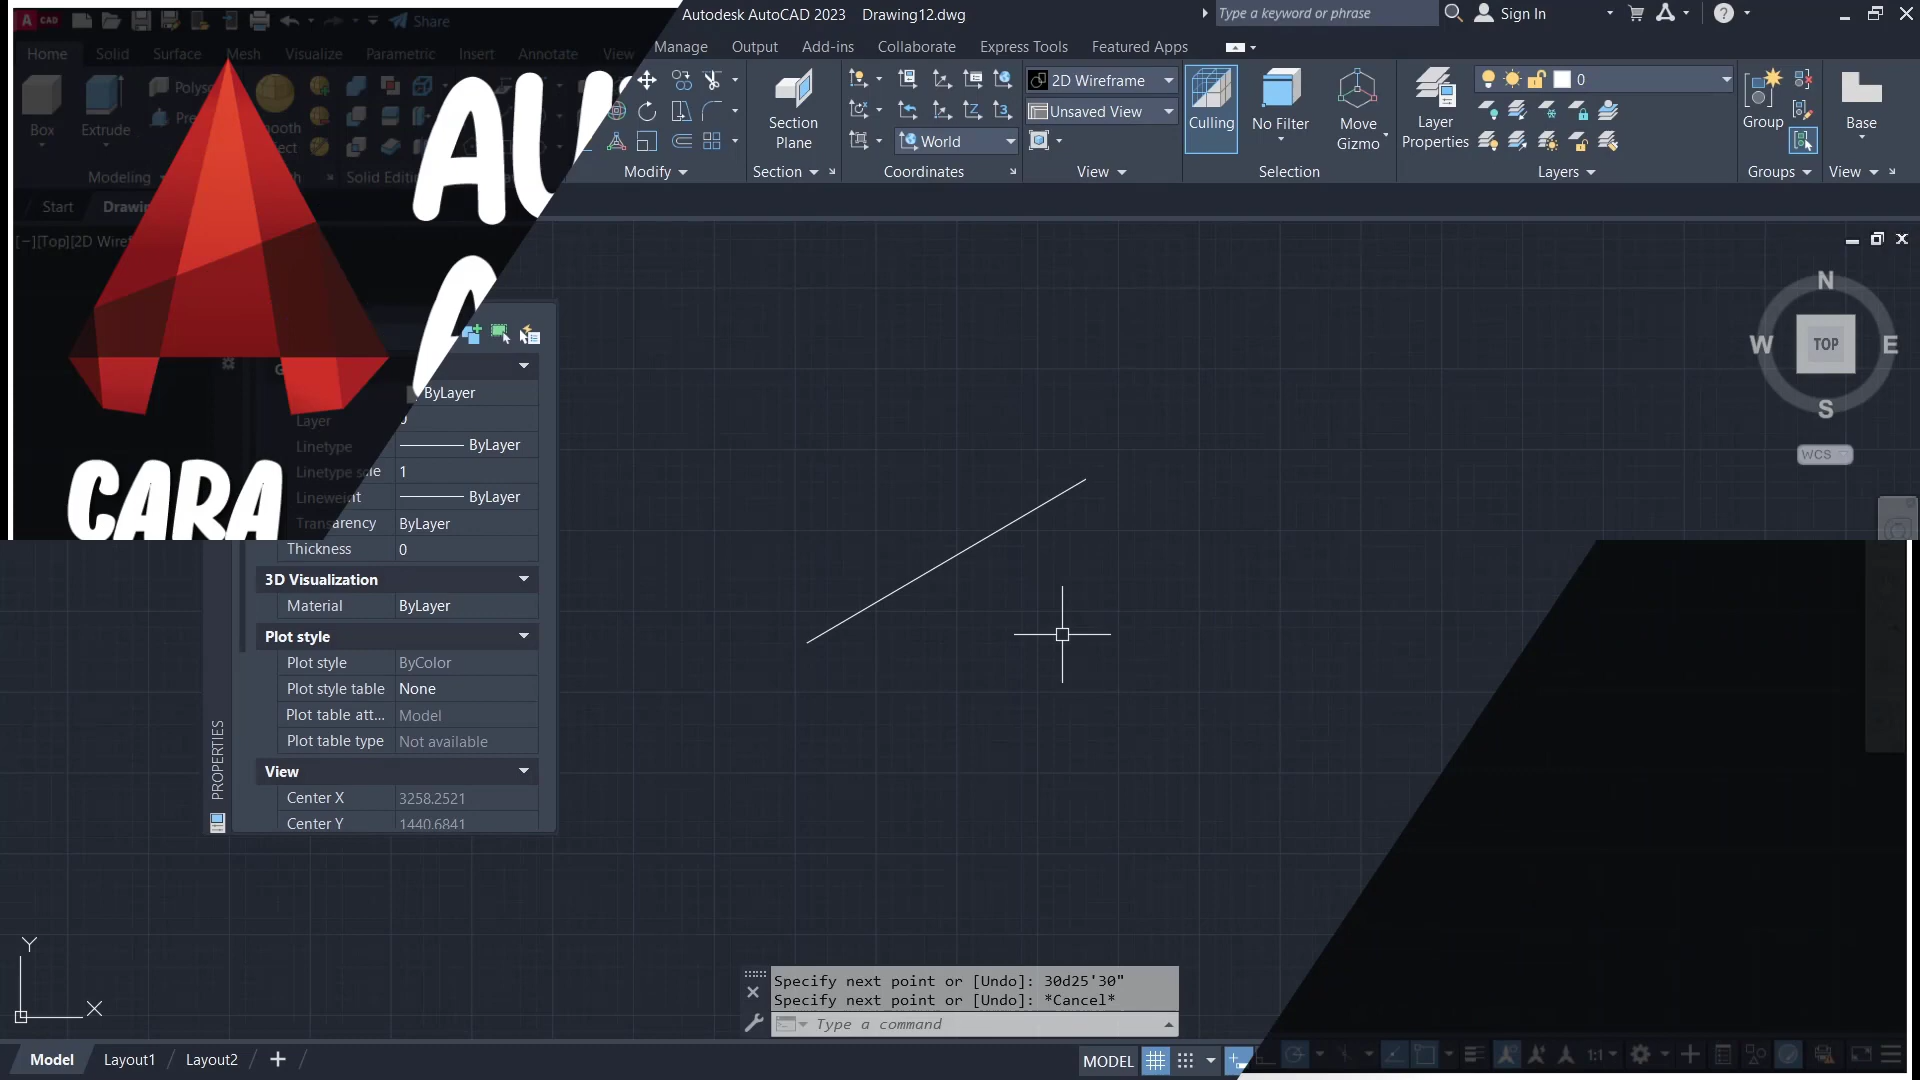 A CAD
Share
Autodesk AutoCAD 2023 Drawing12.dwg
Type a keyword or phrase
Sign In
Home Solid Surface Mesh Visualize Parametric Insert Annotate View Manage Output Add-ins Collaborate Express Tools Featured Apps
Box
Extrude
Section
Plane
World
2D Wireframe
Unsaved View
Culling
No Filter
Move
Gizmo
Layer
Properties
0
Group
Base
Modeling
Modify
Section
Coordinates
View
Selection
Layers
Groups
View
Start
AU
CARA
[−][Top][2D Wire
N
W
TOP
E
S
WCS
ByLayer
Layer
Linetype ByLayer
1
Lineweight ByLayer
Transparency ByLayer
Thickness 0
3D Visualization
Material ByLayer
Plot style
Plot style ByColor
Plot style table None
Plot table att... Model
Plot table type Not available
View
Center X 3258.2521
Center Y 1440.6841
PROPERTIES
Y
X
Specify next point or [Undo]: 30d25'30"
Specify next point or [Undo]: *Cancel*
Type a command
Model Layout1 Layout2
MODEL
1:1